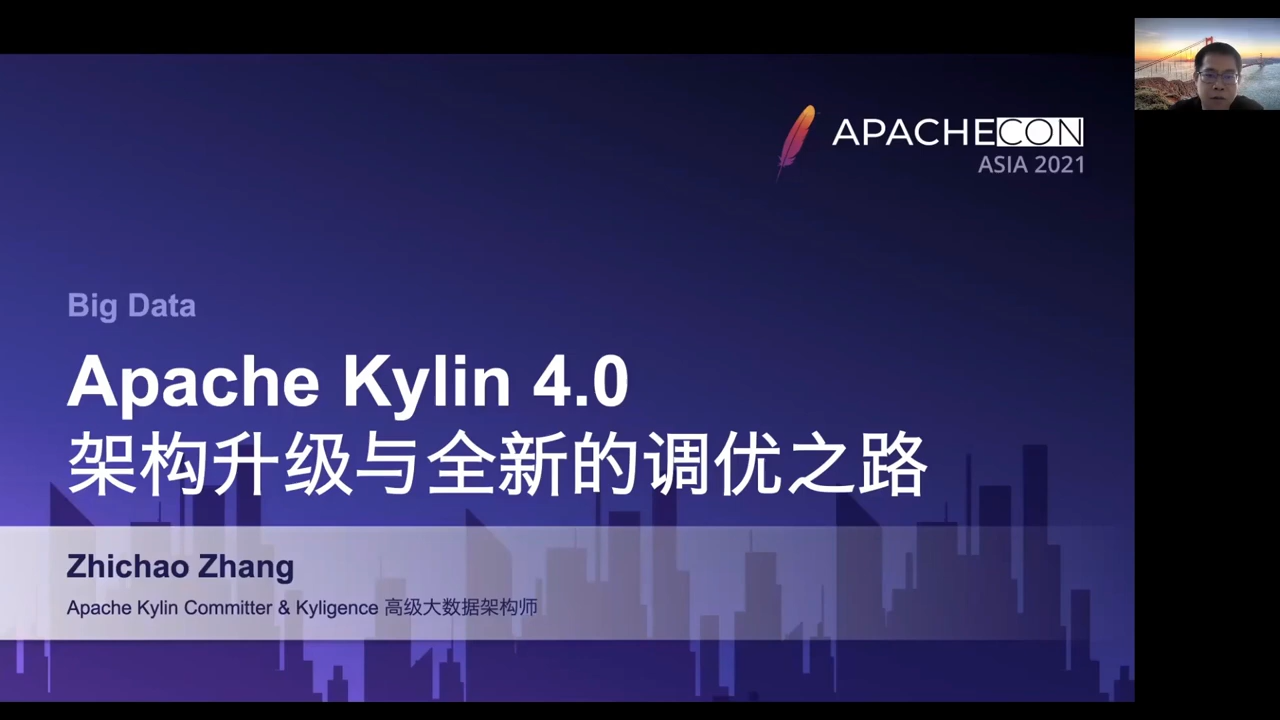 APACHECON
ASIA 2021
Big Data
Apache Kylin 4.0
架构升级与全新的调优之路
Zhichao Zhang
Apache Kylin Committer & Kyligence 高级大数据架构师